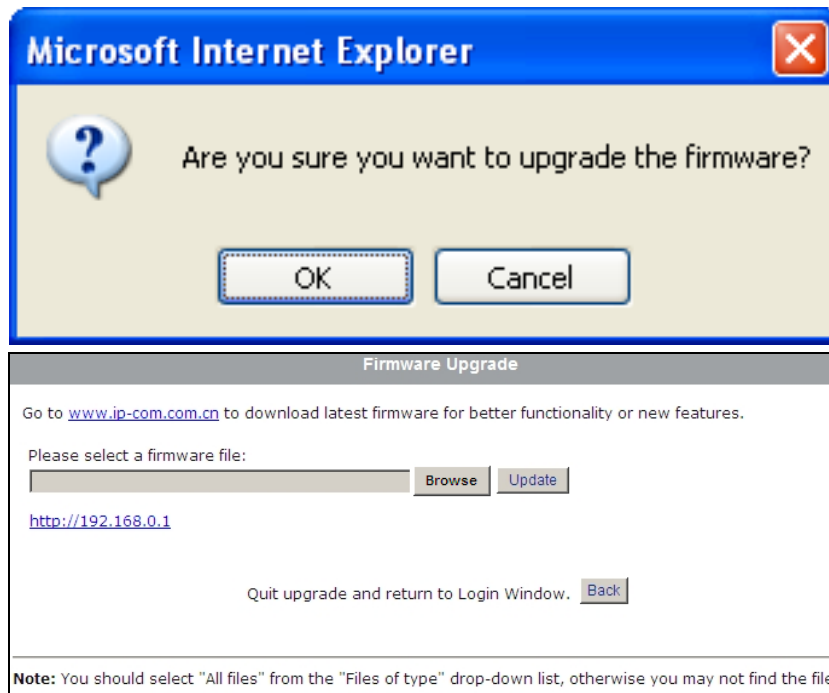 Microsoft Internet Explorer
Are you sure you want to upgrade the firmware?
OK Cancel
Firmware Upgrade
Go to www.ip-com.com.cn to download latest firmware for better functionality or new features.
Please select a firmware file:
Browse Update
http://192.168.0.1
Quit upgrade and return to Login Window. Back
Note: You should select "All files" from the "Files of type" drop-down list, otherwise you may not find the file